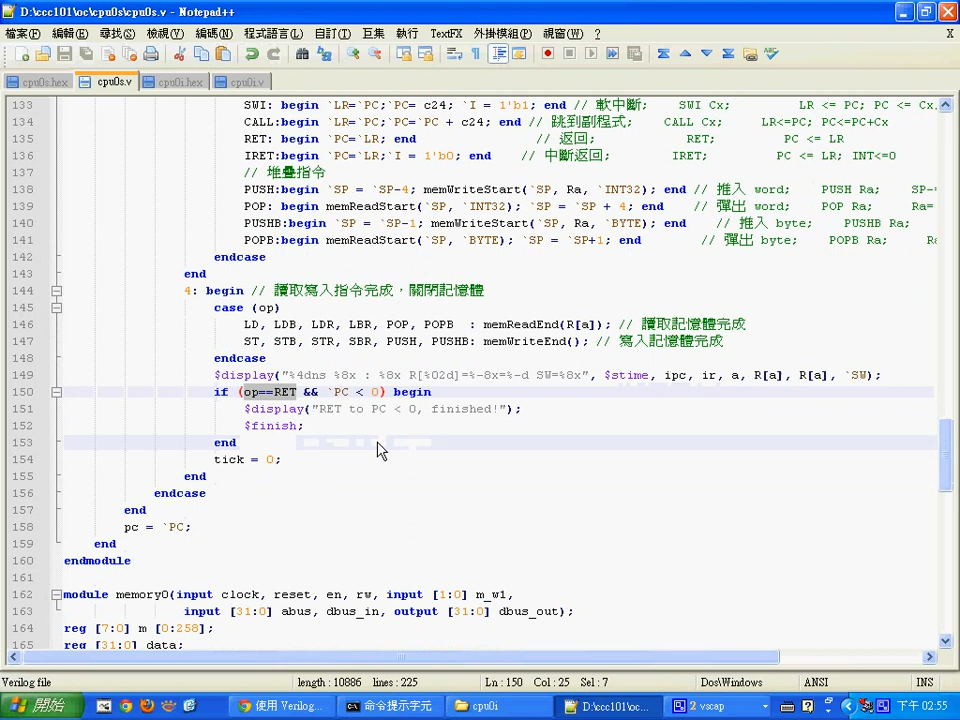 D:\ccc101\oc\cpu0s\cpu0s.v - Notepad++
檔案(F) 編輯(E) 尋找(S) 檢視(V) 編碼(N) 程式語言(L) 自訂(T) 巨集 執行 TextFX 外掛模組(P) 視窗(W) ? X
cpu0s.hex cpu0s.v cpu0i.hex cpu0i.v
133 SWI: begin `LR=`PC;`PC= c24; `I = 1'b1; end // 軟中斷; SWI Cx; LR <= PC; PC <= Cx
134 CALL:begin `LR=`PC;`PC=`PC + c24; end // 跳到副程式; CALL Cx; LR<=PC; PC<=PC+Cx
135 RET: begin `PC=`LR; end // 返回; RET; PC <= LR
136 IRET:begin `PC=`LR;`I = 1'b0; end // 中斷返回; IRET; PC <= LR; INT<=0
137 // 堆疊指令
138 PUSH:begin `SP = `SP-4; memWriteStart(`SP, Ra, `INT32); end // 推入 word; PUSH Ra; SP-
139 POP: begin memReadStart(`SP, `INT32); `SP = `SP + 4; end // 彈出 word; POP Ra; Ra=
140 PUSHB:begin `SP = `SP-1; memWriteStart(`SP, Ra, `BYTE); end // 推入 byte; PUSHB Ra;
141 POPB:begin memReadStart(`SP, `BYTE); `SP = `SP+1; end // 彈出 byte; POPB Ra;
142 endcase
143 end
144 4: begin // 讀取寫入指令完成，關閉記憶體
145 case (op)
146 LD, LDB, LDR, LBR, POP, POPB : memReadEnd(R[a]); // 讀取記憶體完成
147 ST, STB, STR, SBR, PUSH, PUSHB: memWriteEnd(); // 寫入記憶體完成
148 endcase
149 $display("%4dns %8x : %8x R[%02d]=%-8x=%-d SW=%8x", $stime, ipc, ir, a, R[a], R[a], `SW);
150 if (op==RET && `PC < 0) begin
151 $display("RET to PC < 0, finished!");
152 $finish;
153 end
154 tick = 0;
155 end
156 endcase
157 end
158 pc = `PC;
159 end
160 endmodule
161
162 module memory0(input clock, reset, en, rw, input [1:0] m_w1,
163 input [31:0] abus, dbus_in, output [31:0] dbus_out);
164 reg [7:0] m [0:258];
165 reg [31:0] data;
Verilog file length : 10886 lines : 225 Ln : 150 Col : 25 Sel : 7 Dos\Windows ANSI INS
開始 使用 Verilog... 命令提示字元 cpu0i D:\ccc101\oc... 2 vscap 下午 02:55